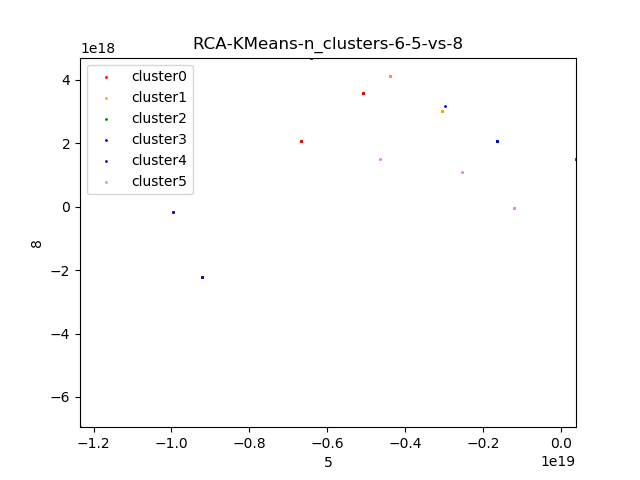 RCA-KMeans-n_clusters-6-5-vs-8
1e18
cluster0
cluster1
cluster2
cluster3
cluster4
cluster5
4
2
0
−2
−4
−6
8
−1.2 −1.0 −0.8 −0.6 −0.4 −0.2 0.0
5
1e19